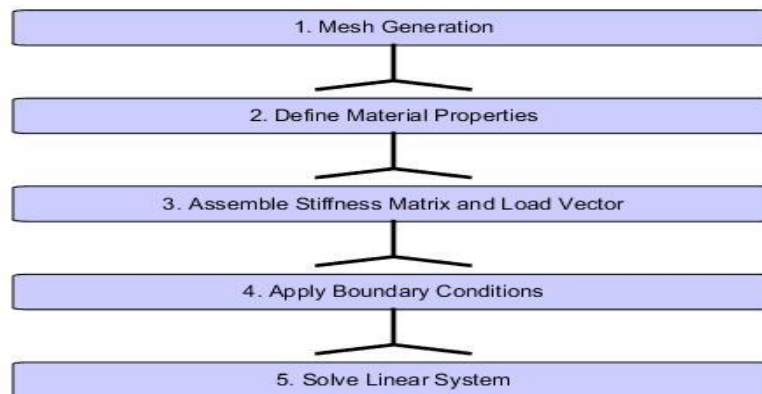 1. Mesh Generation
2. Define Material Properties
3. Assemble Stiffness Matrix and Load Vector
4. Apply Boundary Conditions
5. Solve Linear System